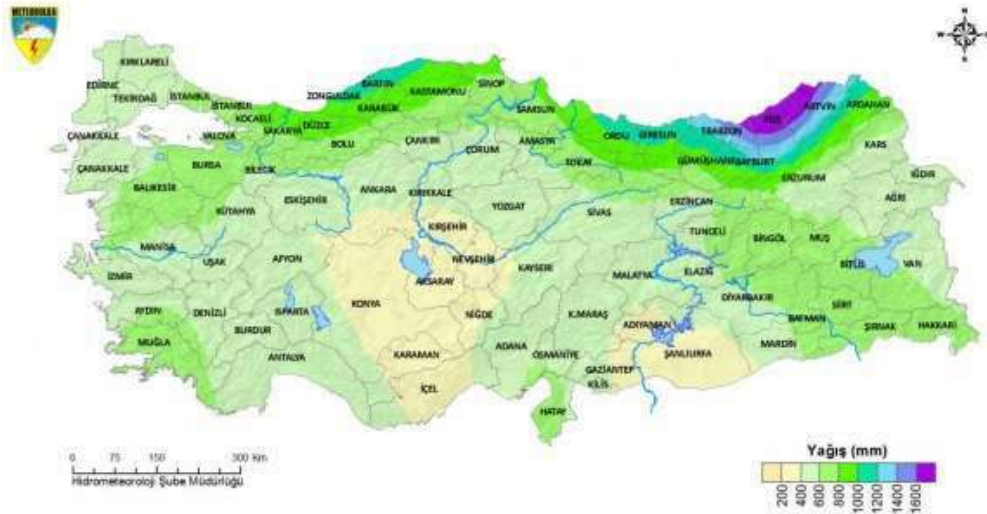 METEOROLOJİ
N
W
KIRKLARELİ
EDİRNE
TEKİRDAĞ
İSTANBUL
İSTANBUL
KOCAELİ
YALOVA
SAKARYA
DÜZCE
ZONGULDAK
BARTIN
KARABÜK
KASTAMONU
SİNOP
SAMSUN
ORDU
GİRESUN
TRABZON
RİZE
ARTVİN
ARDAHAN
KARS
ÇANAKKALE
ÇANAKKALE
BURSA
BİLECİK
BOLU
ÇANKIRI
ÇORUM
AMASYA
TOKAT
GÜMÜŞHANE
BAYBURT
ERZURUM
IĞDIR
AĞRI
BALIKESİR
KÜTAHYA
ESKİŞEHİR
ANKARA
KIRIKKALE
YOZGAT
SİVAS
ERZİNCAN
TUNCELİ
BİNGÖL
MUŞ
BİTLİS
VAN
MANİSA
UŞAK
AFYON
KIRŞEHİR
NEVŞEHİR
AKSARAY
KAYSERİ
MALATYA
ELAZIĞ
DİYARBAKIR
SİİRT
İZMİR
AYDIN
DENİZLİ
BURDUR
ISPARTA
KONYA
NİĞDE
K.MARAŞ
ADIYAMAN
ŞANLIURFA
MARDİN
BATMAN
ŞIRNAK
HAKKARİ
MUĞLA
ANTALYA
KARAMAN
İÇEL
ADANA
OSMANİYE
GAZİANTEP
KİLİS
HATAY
0 75 150 300 Km
Hidrometeoroloji Şube Müdürlüğü
Yağış (mm)
200 400 600 800 1000 1200 1400 1600